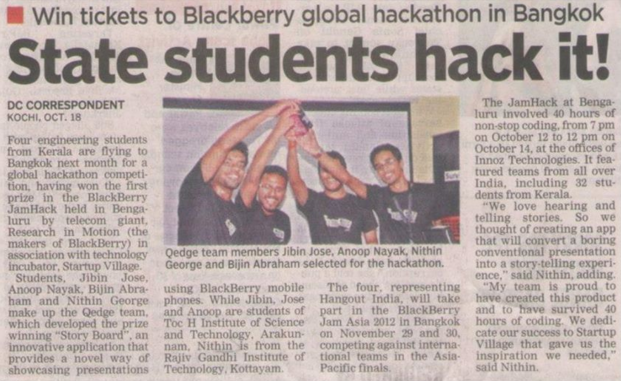 Win tickets to Blackberry global hackathon in Bangkok
State students hack it!
DC CORRESPONDENT
KOCHI, OCT. 18
Four engineering students
from Kerala are flying to
Bangkok next month for a
global hackathon competi-
tion, having won the first
prize in the BlackBerry
JamHack held in Benga-
luru by telecom giant,
Research in Motion (the
makers of BlackBerry) in
association with technology
incubator, Startup Village.
Students, Jibin Jose,
Anoop Nayak, Bijin Abra-
ham and Nithin George
make up the Qedge team,
which developed the prize
winning "Story Board", an
innovative application that
provides a novel way of
showcasing presentations
Qedge team members Jibin Jose, Anoop Nayak, Nithin
George and Bijin Abraham selected for the hackathon.
using BlackBerry mobile
phones. While Jibin, Jose
and Anoop are students of
Toc H Institute of Science
and Technology, Arakun-
nam, Nithin is from the
Rajiv Gandhi Institute of
Technology, Kottayam.
The four, representing
Hangout India, will take
part in the BlackBerry
Jam Asia 2012 in Bangkok
on November 29 and 30,
competing against interna-
tional teams in the Asia-
Pacific finals.
The JamHack at Benga-
luru involved 40 hours of
non-stop coding, from 7 pm
on October 12 to 12 pm on
October 14, at the offices of
Innoz Technologies. It fea-
tured teams from all over
India, including 32 stu-
dents from Kerala.
"We love hearing and
telling stories. So we
thought of creating an app
that will convert a boring
conventional presentation
into a story-telling experi-
ence," said Nithin, adding.
"My team is proud to
have created this product
and to have survived 40
hours of coding. We dedi-
cate our success to Startup
Village that gave us the
inspiration we needed,"
said Nithin.